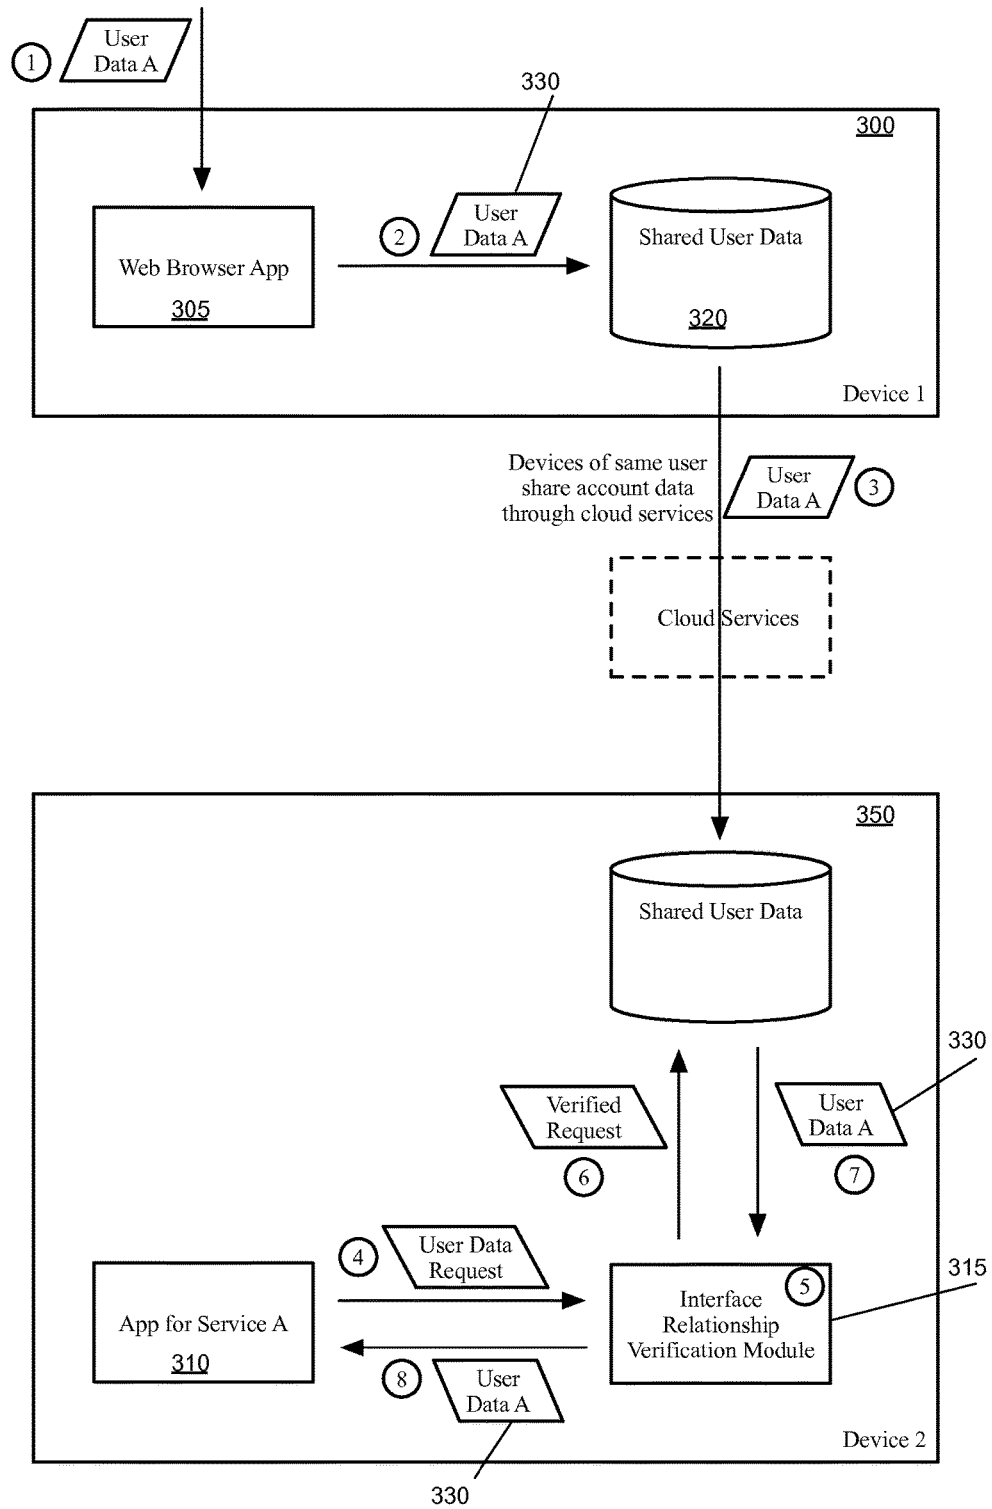 User
Data A
1
330
300
User
Data A
2
Shared User Data
Web Browser App
305
320
Device 1
Devices of same user
share account data
through cloud services
User
Data A
3
Cloud Services
350
Shared User Data
330
Verified
Request
6
User
Data A
7
4
User Data
Request
315
5
Interface
Relationship
Verification Module
App for Service A
310
8
User
Data A
Device 2
330